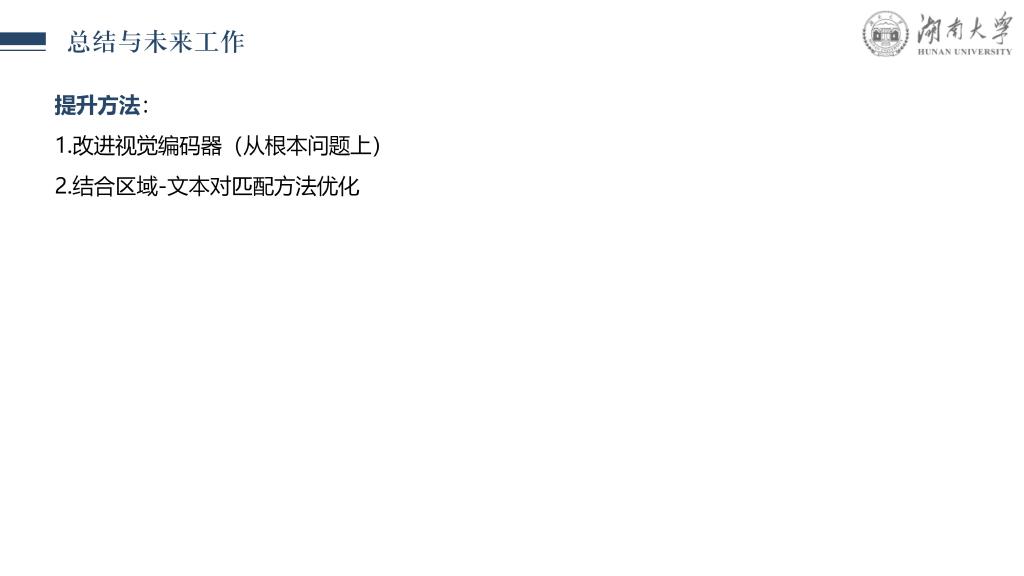 总结与未来工作
湖南大学
HUNAN UNIVERSITY
提升方法：
1.改进视觉编码器（从根本问题上）
2.结合区域-文本对匹配方法优化